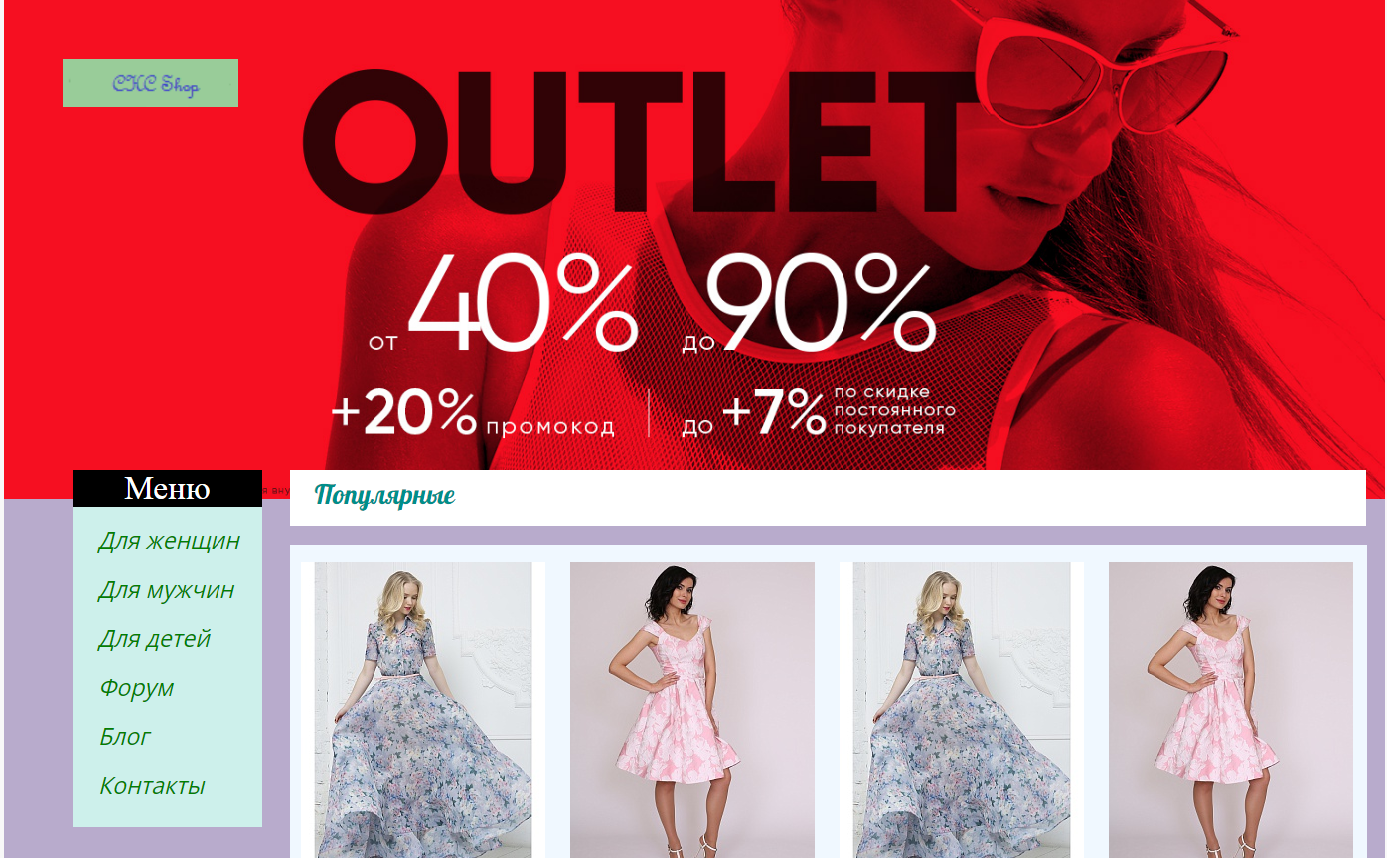 СКС Shop
OUTLET
от 40% до 90%
+20% промокод
до +7% по скидке
постоянного
покупателя
Меню
Популярные
Для женщин
Для мужчин
Для детей
Форум
Блог
Контакты